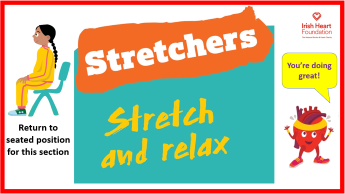 Stretchers
Irish Heart
Foundation
You're doing
great!
Stretch
and relax
Return to
seated position
for this section